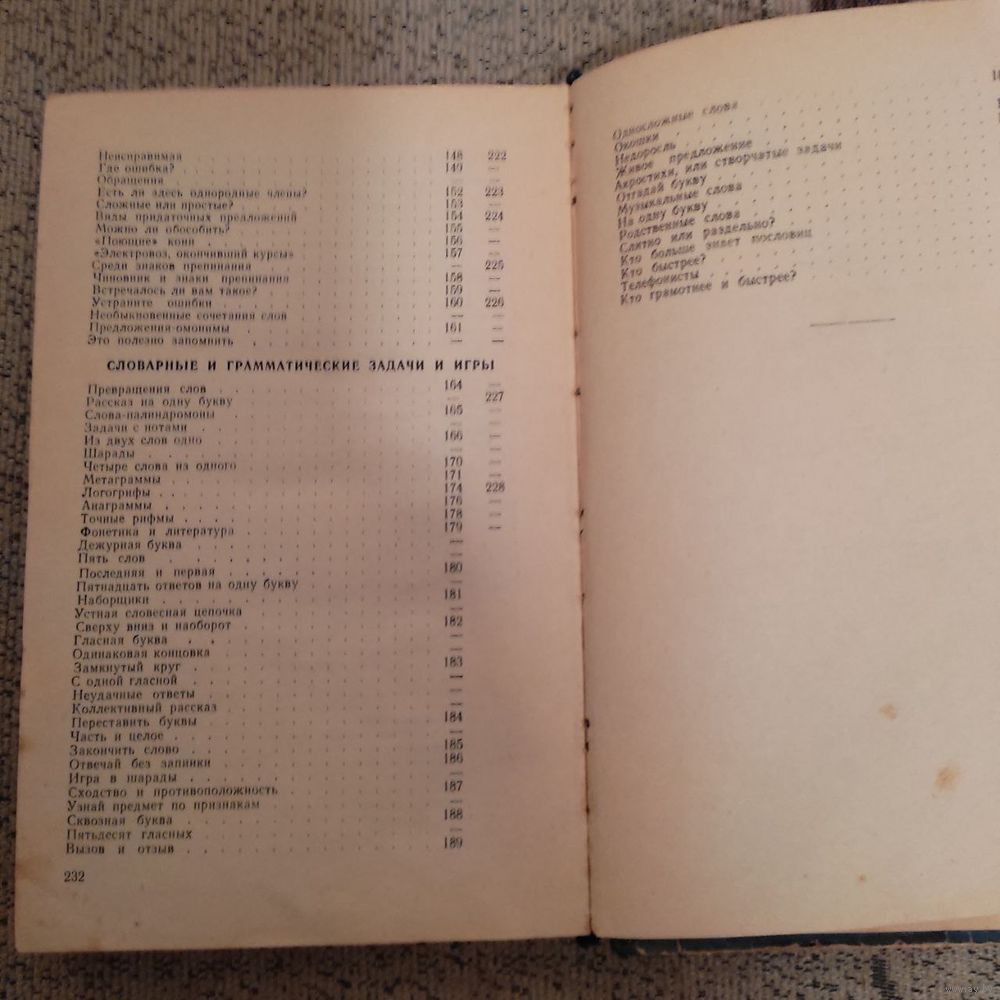 Неисправимая . . . 148 222
Где ошибка? . . . 149 —
Обращения . . . — —
Есть ли здесь однородные члены? . . . 152 223
Сложные или простые? . . . 153 —
Виды придаточных предложений . . . 154 224
Можно ли обособить? . . . 155 —
«Поющие» кони . . . 156 —
«Электровоз, окончивший курсы» . . . 157 —
Среди знаков препинания . . . — 225
Чиновник и знаки препинания . . . 158 —
Встречалось ли вам такое? . . . 159 —
Устраните ошибки . . . 160 226
Необыкновенные сочетания слов . . . — —
Предложения-омонимы . . . 161 —
Это полезно запомнить . . . — —
СЛОВАРНЫЕ И ГРАММАТИЧЕСКИЕ ЗАДАЧИ И ИГРЫ
Превращения слов . . . 164 —
Рассказ на одну букву . . . — 227
Слова-палиндромоны . . . 165 —
Задачи с нотами . . . — —
Из двух слов одно . . . 166 —
Шарады . . . — —
Четыре слова из одного . . . 170 —
Метаграммы . . . 171 —
Логогрифы . . . 174 228
Анаграммы . . . 176 —
Точные рифмы . . . 178 —
Фонетика и литература . . . 179 —
Дежурная буква . . . —
Пять слов . . . —
Последняя и первая . . . 180
Пятнадцать ответов на одну букву . . . —
Наборщики . . . 181
Устная словесная цепочка . . . —
Сверху вниз и наоборот . . . 182
Гласная буква . . . —
Одинаковая концовка . . . —
Замкнутый круг . . . 183
С одной гласной . . . —
Неудачные ответы . . . —
Коллективный рассказ . . . —
Переставить буквы . . . 184
Часть и целое . . . —
Закончить слово . . . 185
Отвечай без запинки . . . 186
Игра в шарады . . . —
Сходство и противоположность . . . 187
Узнай предмет по признакам . . . —
Сквозная буква . . . 188
Пятьдесят гласных . . . —
Вызов и отзыв . . . 189
232
Односложные слова
Окошки
Недоросль
Живое предложение
Акростихи, или створчатые задачи
Отгадай букву
Музыкальные слова
На одну букву
Родственные слова
Слитно или раздельно?
Кто больше знает пословиц
Кто быстрее?
Телефонисты
Кто грамотнее и быстрее?